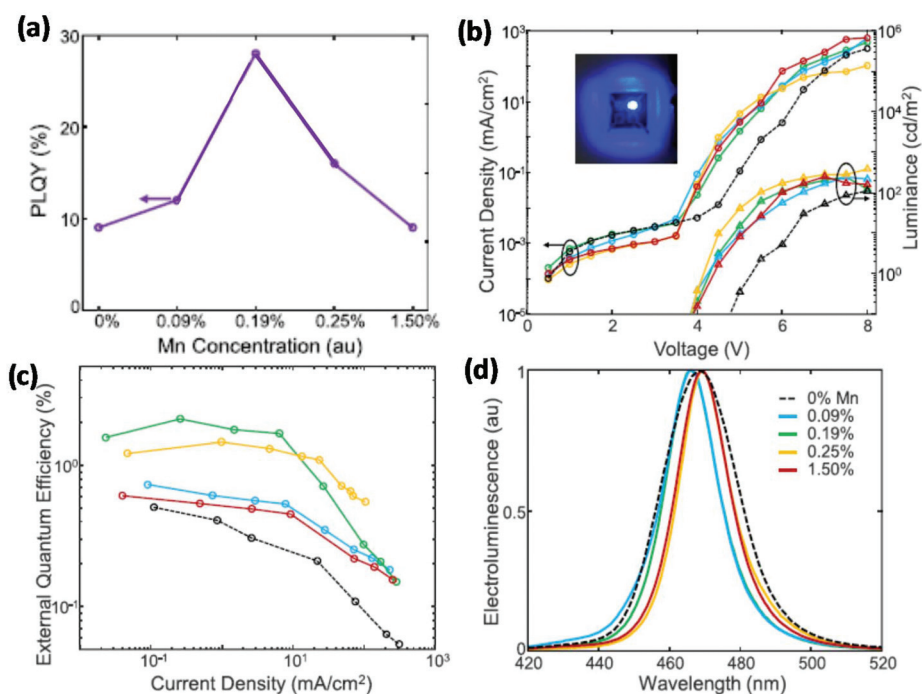 (a)
30
20
10
0
PLQY (%)
0% 0.09% 0.19% 0.25% 1.50%
Mn Concentration (au)
(b)
10³
10¹
10⁻¹
10⁻³
10⁻⁵
Current Density (mA/cm²)
10⁶
10⁴
10²
10⁰
Luminance (cd/m²)
0 2 4 6 8
Voltage (V)
(c)
10⁰
10⁻¹
External Quantum Efficiency (%)
10⁻¹ 10¹ 10³
Current Density (mA/cm²)
(d)
1
0.5
0
Electroluminescence (au)
0% Mn
0.09%
0.19%
0.25%
1.50%
420 440 460 480 500 520
Wavelength (nm)